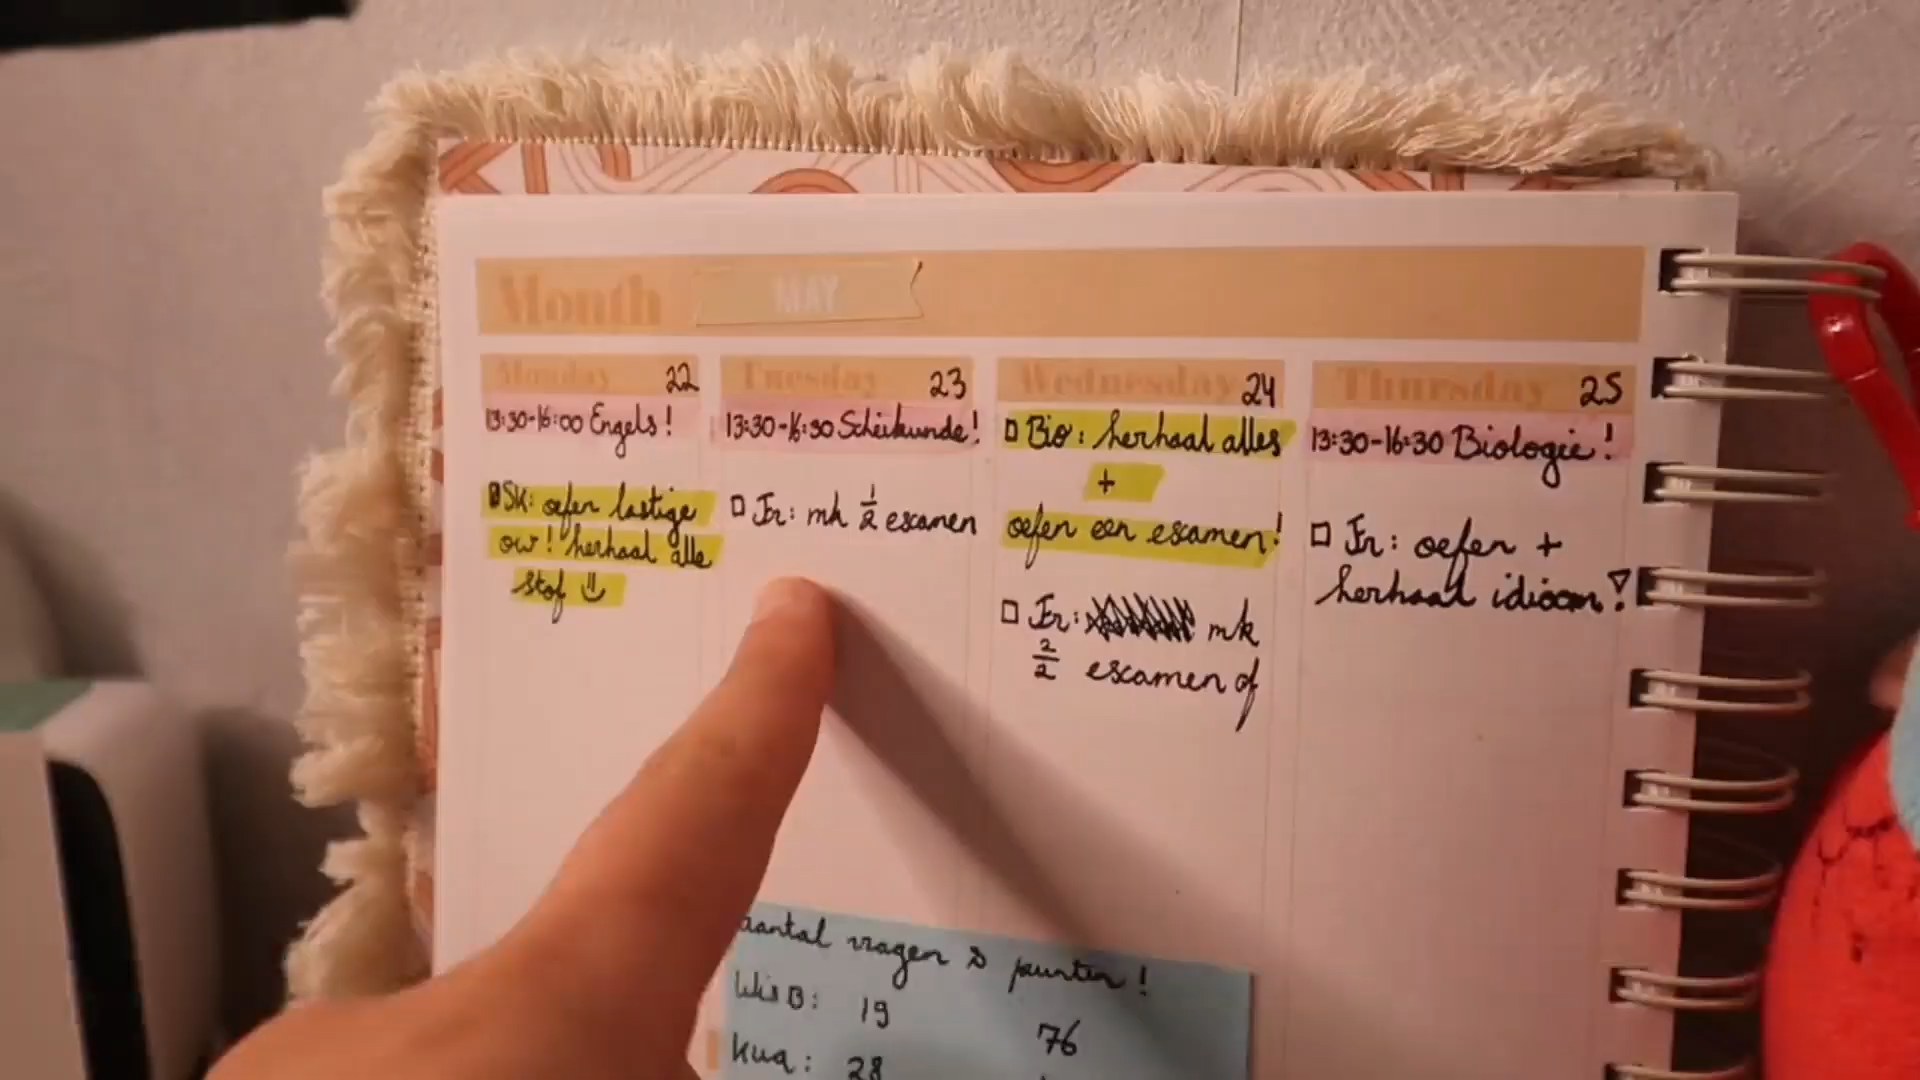 Month MAY
Monday 22
13:30-16:00 Engels!
SK: oefen lastige
ow! herhaal alle
stof
Tuesday 23
13:30-16:30 Scheikunde!
Fr: mk 1/2 examen
Wednesday 24
Bio: herhaal alles
+
oefen een examen!
Fr: mk
2/2 examen of
Thursday 25
13:30-16:30 Biologie!
Fr: oefen +
herhaal idioom!
aantal vragen & punten!
Wis B: 19 76
kua: 28